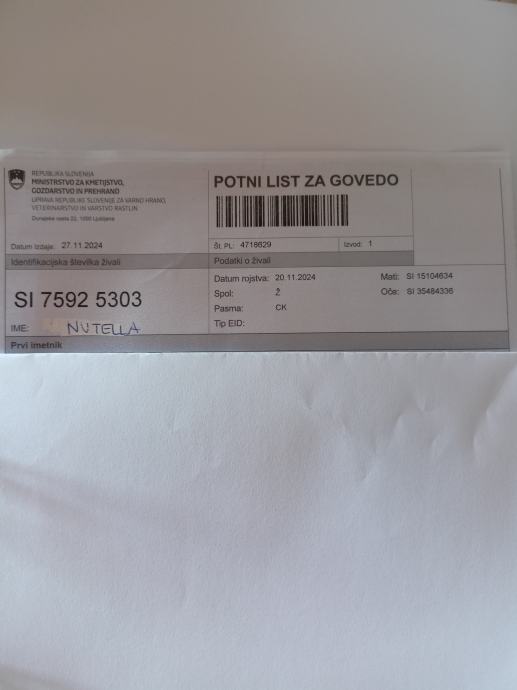 REPUBLIKA SLOVENIJA
MINISTRSTVO ZA KMETIJSTVO,
GOZDARSTVO IN PREHRANO
UPRAVA REPUBLIKE SLOVENIJE ZA VARNO HRANO,
VETERINARSTVO IN VARSTVO RASTLIN
Dunajska cesta 22, 1000 Ljubljana
Datum izdaje: 27.11.2024
POTNI LIST ZA GOVEDO
Št. PL: 4718629
Izvod: 1
Identifikacijska številka živali
SI 7592 5303
IME: NUTELLA
Podatki o živali
Datum rojstva: 20.11.2024
Mati: SI 15104634
Spol: Ž
Oče: SI 35484336
Pasma: CK
Tip EID:
Prvi imetnik